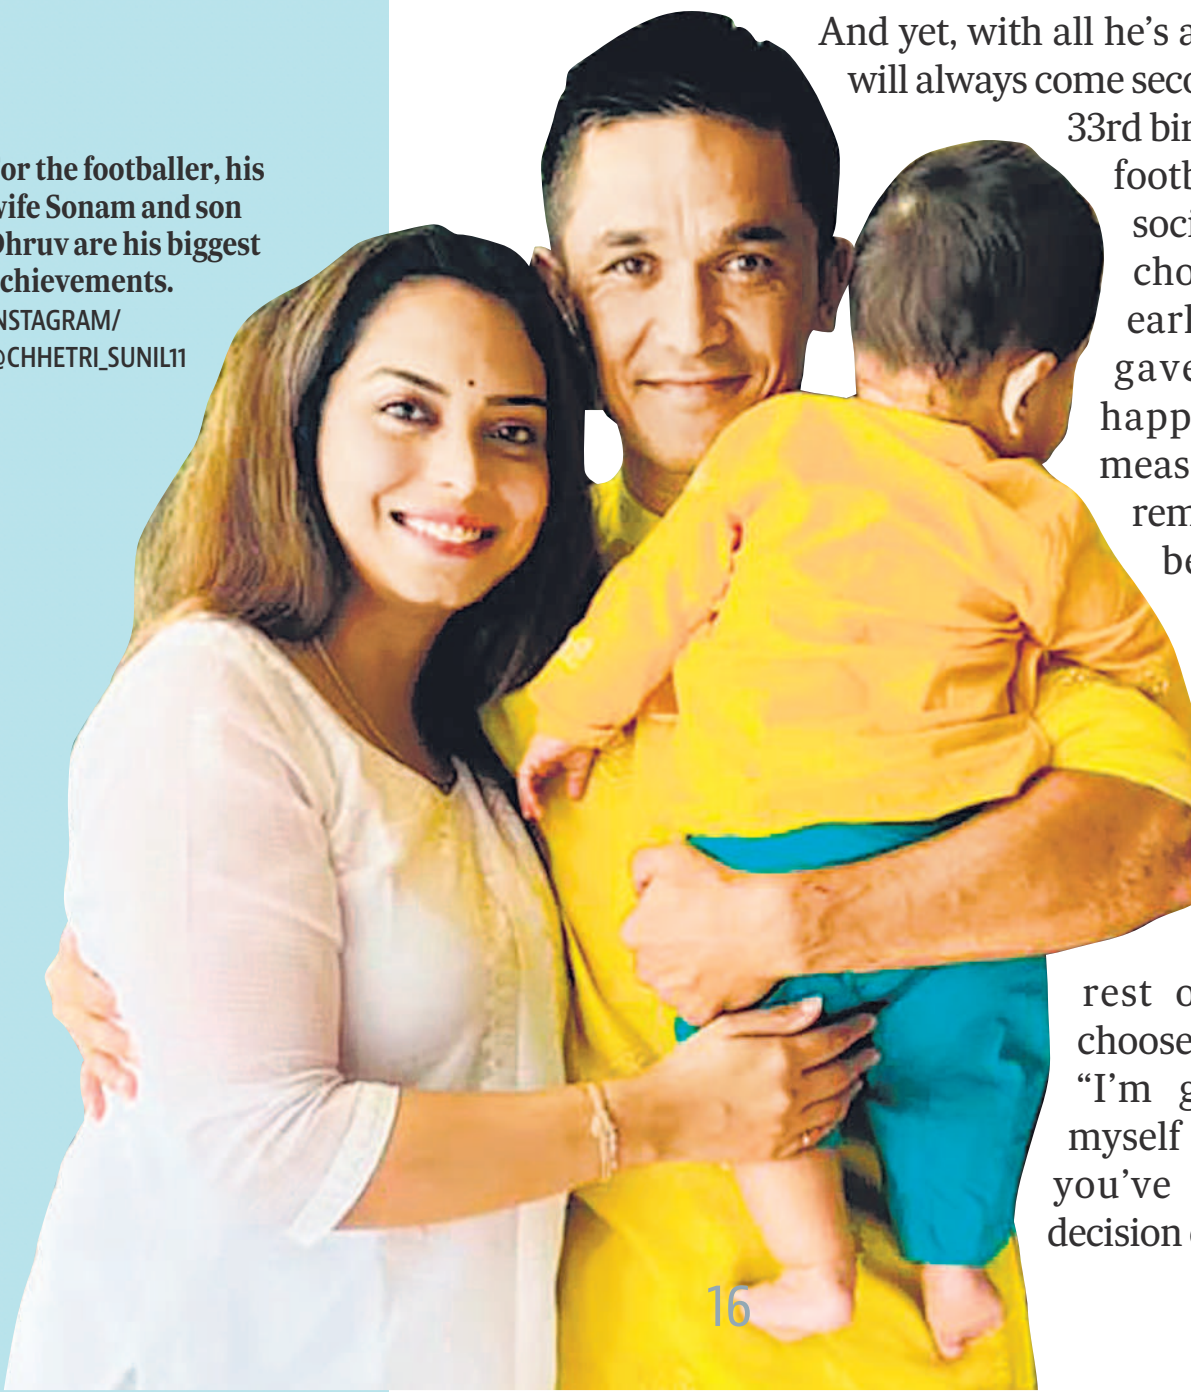 or the footballer, his
wife Sonam and son
Dhruv are his biggest
chievements.
NSTAGRAM/
@CHHETRI_SUNIL11
And yet, with all he's a
will always come seco
33rd bir
footb
soci
cho
earl
gave
happ
meas
rem
be
rest o
choose
“I'm g
myself
you've
decision
16